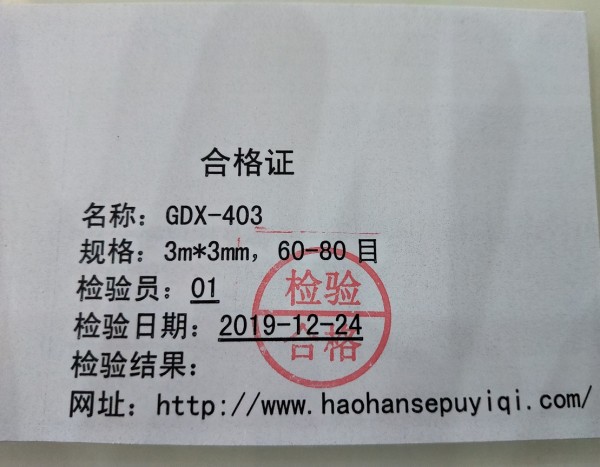 合格证
名称：GDX-403
规格：3m*3mm，60-80 目
检验员：01
检验日期：2019-12-24
检验结果：
网址：http://www.haohansepuyiqi.com/
检验
合格